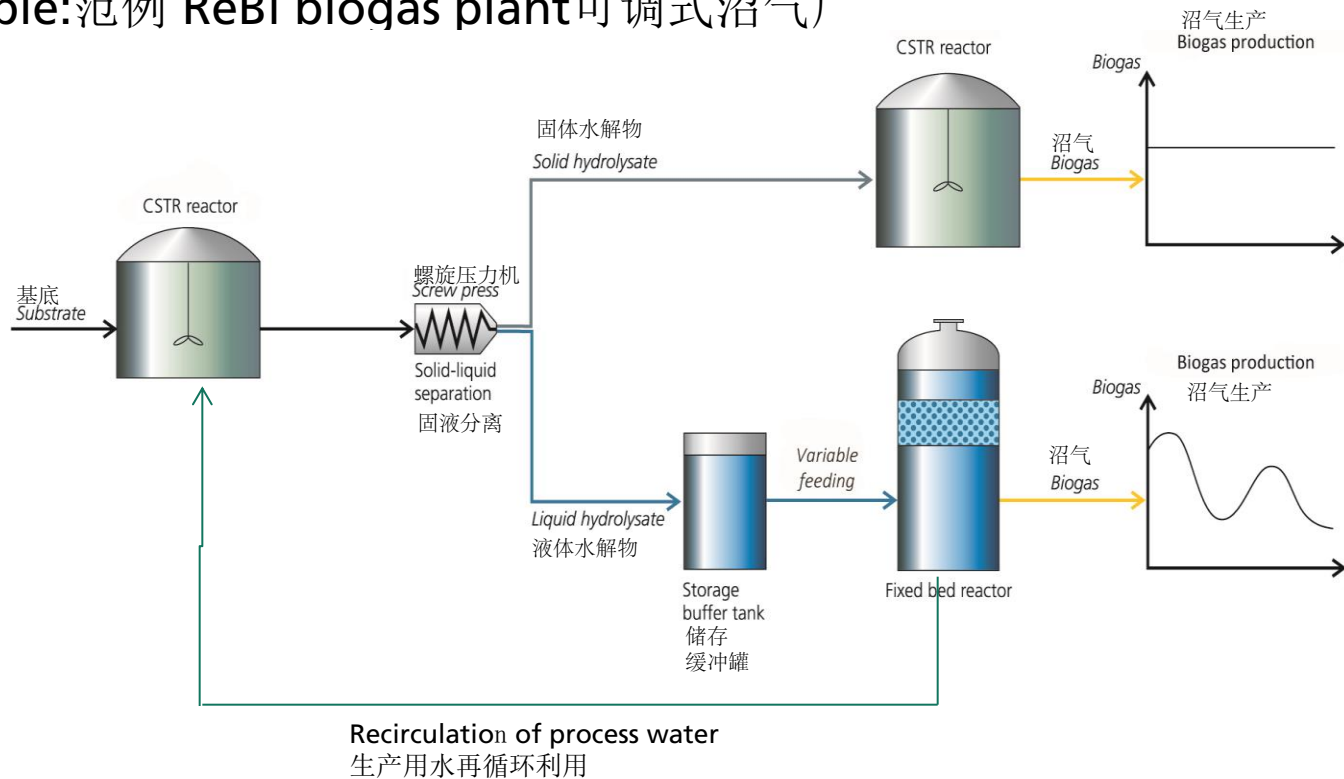 ble:范例 ReBi biogas plant可调式沼气厂
沼气生产
Biogas production
CSTR reactor
Biogas
固体水解物
Solid hydrolysate
沼气
Biogas
CSTR reactor
螺旋压力机
Screw press
基底
Substrate
Solid-liquid
separation
固液分离
Biogas production
沼气生产
Biogas
Variable
feeding
沼气
Biogas
Liquid hydrolysate
液体水解物
Storage
buffer tank
储存
缓冲罐
Fixed bed reactor
Recirculation of process water
生产用水再循环利用